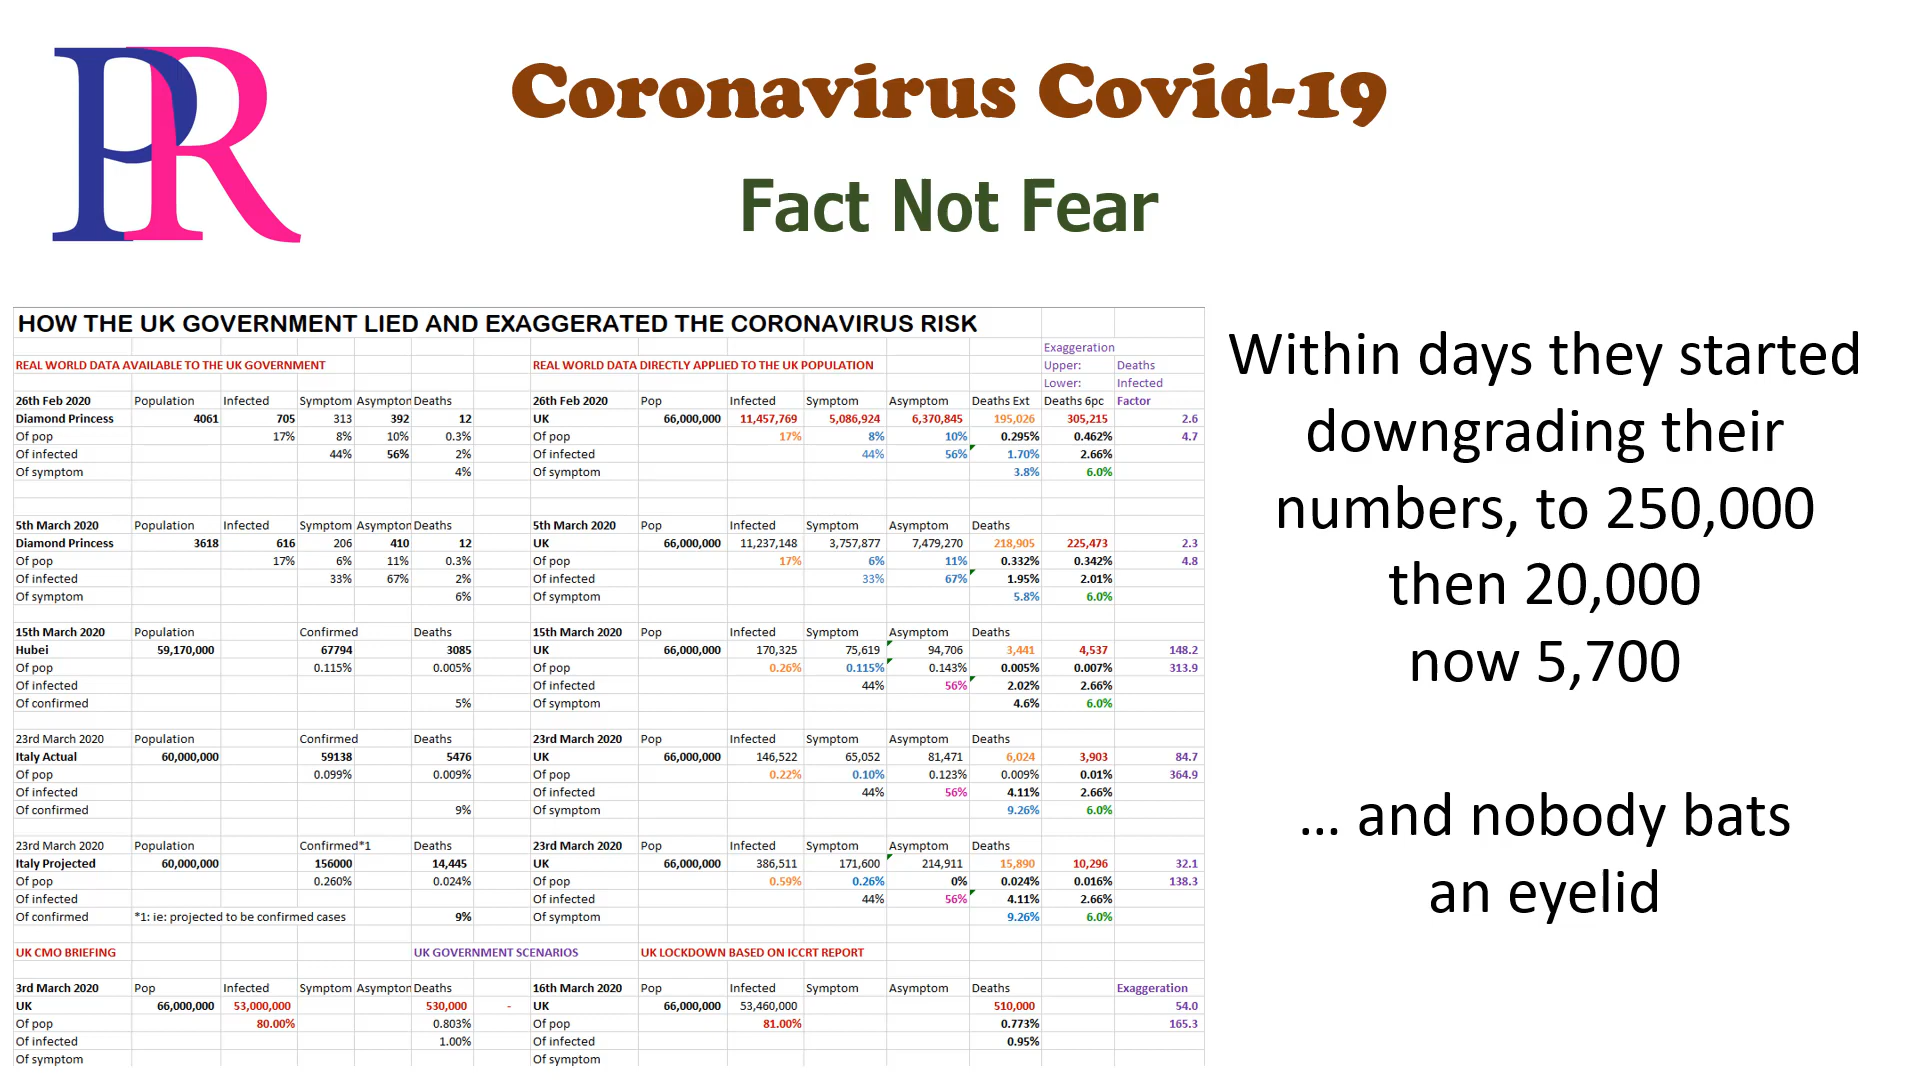 PR
Coronavirus Covid-19
Fact Not Fear
HOW THE UK GOVERNMENT LIED AND EXAGGERATED THE CORONAVIRUS RISK
Exaggeration
REAL WORLD DATA AVAILABLE TO THE UK GOVERNMENT REAL WORLD DATA DIRECTLY APPLIED TO THE UK POPULATION Upper: Deaths
Lower: Infected
26th Feb 2020 Population Infected Symptom Asympton Deaths 26th Feb 2020 Pop Infected Symptom Asymptom Deaths Ext Deaths 6pc Factor
Diamond Princess 4061 705 313 392 12 UK 66,000,000 11,457,769 5,086,924 6,370,845 195,026 305,215 2.6
Of pop 17% 8% 10% 0.3% Of pop 17% 8% 10% 0.295% 0.462% 4.7
Of infected 44% 56% 2% Of infected 44% 56% 1.70% 2.66%
Of symptom 4% Of symptom 3.8% 6.0%
5th March 2020 Population Infected Symptom Asympton Deaths 5th March 2020 Pop Infected Symptom Asymptom Deaths
Diamond Princess 3618 616 206 410 12 UK 66,000,000 11,237,148 3,757,877 7,479,270 218,905 225,473 2.3
Of pop 17% 6% 11% 0.3% Of pop 17% 6% 11% 0.332% 0.342% 4.8
Of infected 33% 67% 2% Of infected 33% 67% 1.95% 2.01%
Of symptom 6% Of symptom 5.8% 6.0%
15th March 2020 Population Confirmed Deaths 15th March 2020 Pop Infected Symptom Asymptom Deaths
Hubei 59,170,000 67794 3085 UK 66,000,000 170,325 75,619 94,706 3,441 4,537 148.2
Of pop 0.115% 0.005% Of pop 0.26% 0.115% 0.143% 0.005% 0.007% 313.9
Of infected Of infected 44% 56% 2.02% 2.66%
Of confirmed 5% Of symptom 4.6% 6.0%
23rd March 2020 Population Confirmed Deaths 23rd March 2020 Pop Infected Symptom Asymptom Deaths
Italy Actual 60,000,000 59138 5476 UK 66,000,000 146,522 65,052 81,471 6,024 3,903 84.7
Of pop 0.099% 0.009% Of pop 0.22% 0.10% 0.123% 0.009% 0.01% 364.9
Of infected Of infected 44% 56% 4.11% 2.66%
Of confirmed 9% Of symptom 9.26% 6.0%
23rd March 2020 Population Confirmed*1 Deaths 23rd March 2020 Pop Infected Symptom Asymptom Deaths
Italy Projected 60,000,000 156000 14,445 UK 66,000,000 386,511 171,600 214,911 15,890 10,296 32.1
Of pop 0.260% 0.024% Of pop 0.59% 0.26% 0% 0.024% 0.016% 138.3
Of infected Of infected 44% 56% 4.11% 2.66%
Of confirmed *1: ie: projected to be confirmed cases 9% Of symptom 9.26% 6.0%
UK CMO BRIEFING UK GOVERNMENT SCENARIOS UK LOCKDOWN BASED ON ICCRT REPORT
3rd March 2020 Pop Infected Symptom Asympton Deaths 16th March 2020 Pop Infected Symptom Asymptom Deaths Exaggeration
UK 66,000,000 53,000,000 530,000 - UK 66,000,000 53,460,000 510,000 54.0
Of pop 80.00% 0.803% Of pop 81.00% 0.773% 165.3
Of infected 1.00% Of infected 0.95%
Of symptom Of symptom
Within days they started
downgrading their
numbers, to 250,000
then 20,000
now 5,700
... and nobody bats
an eyelid